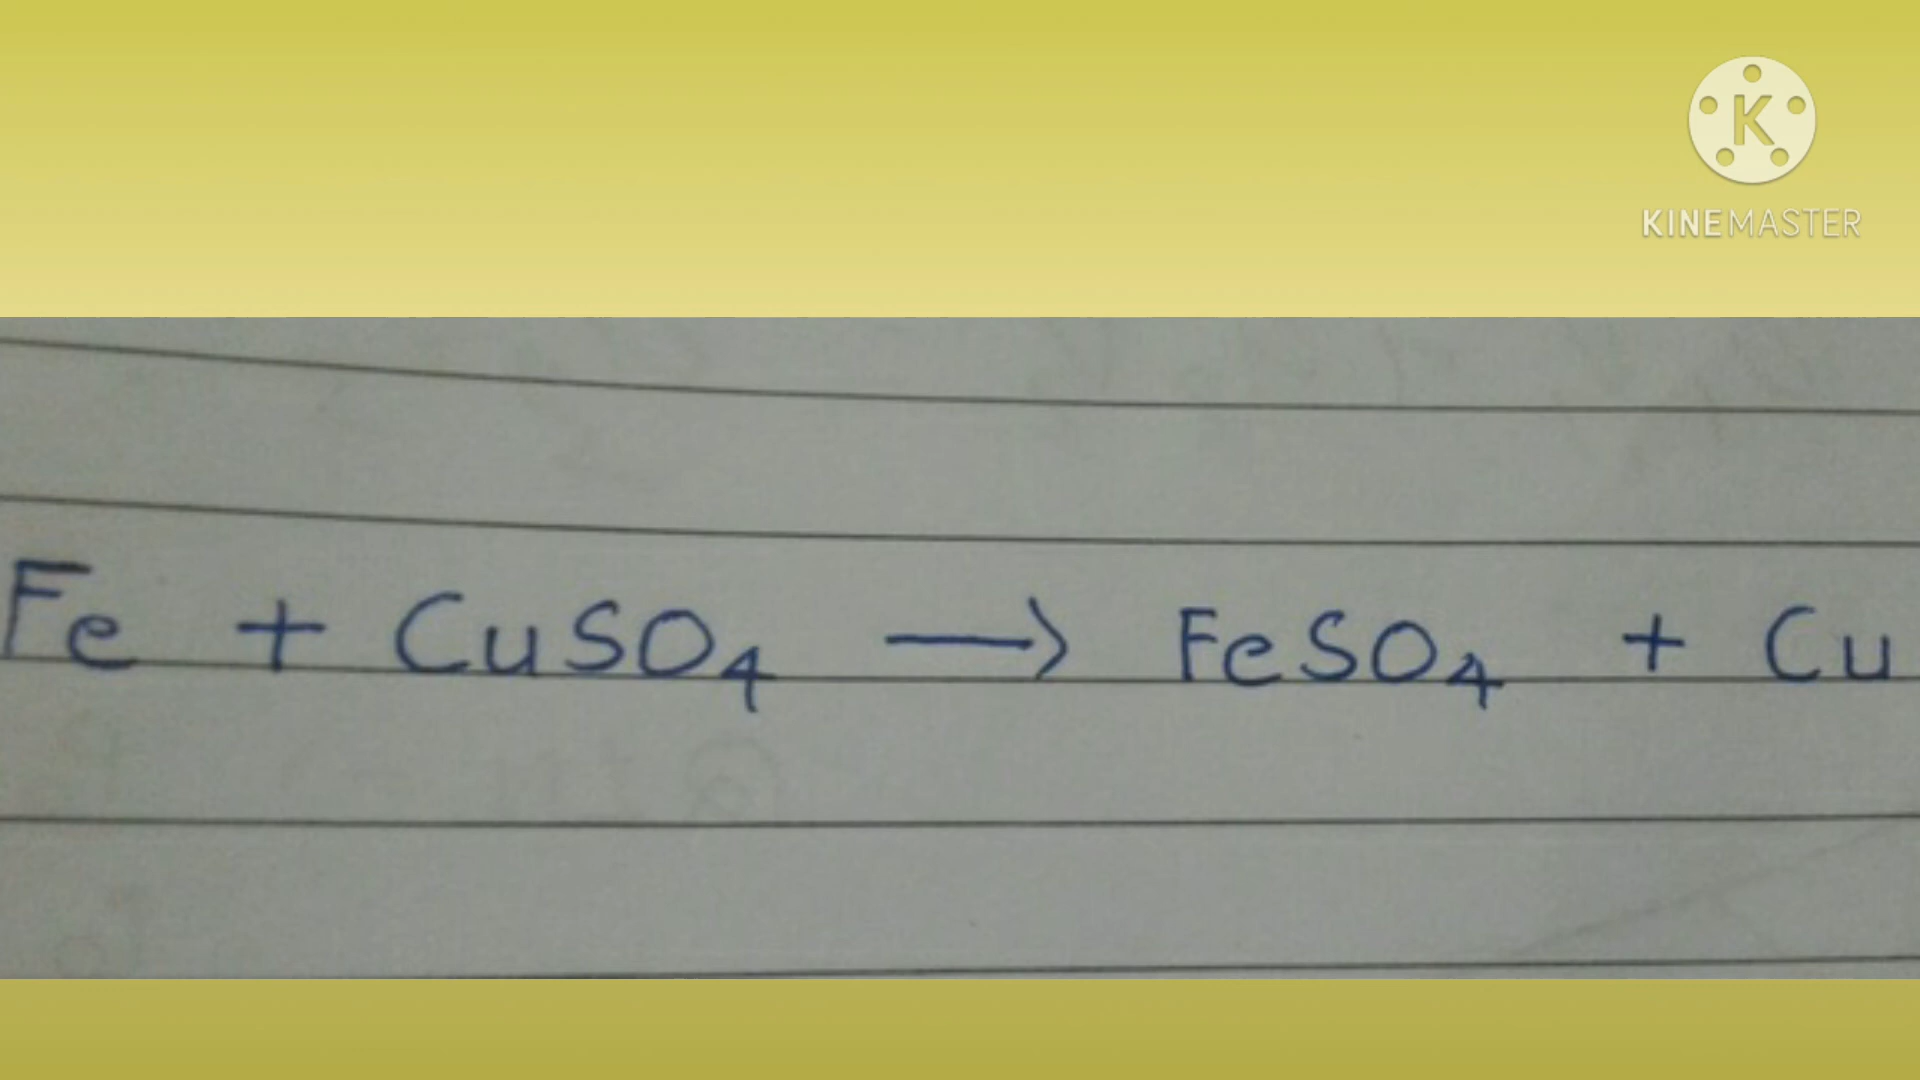 K
KINEMASTER
Fe + CuSO₄ → FeSO₄ + Cu